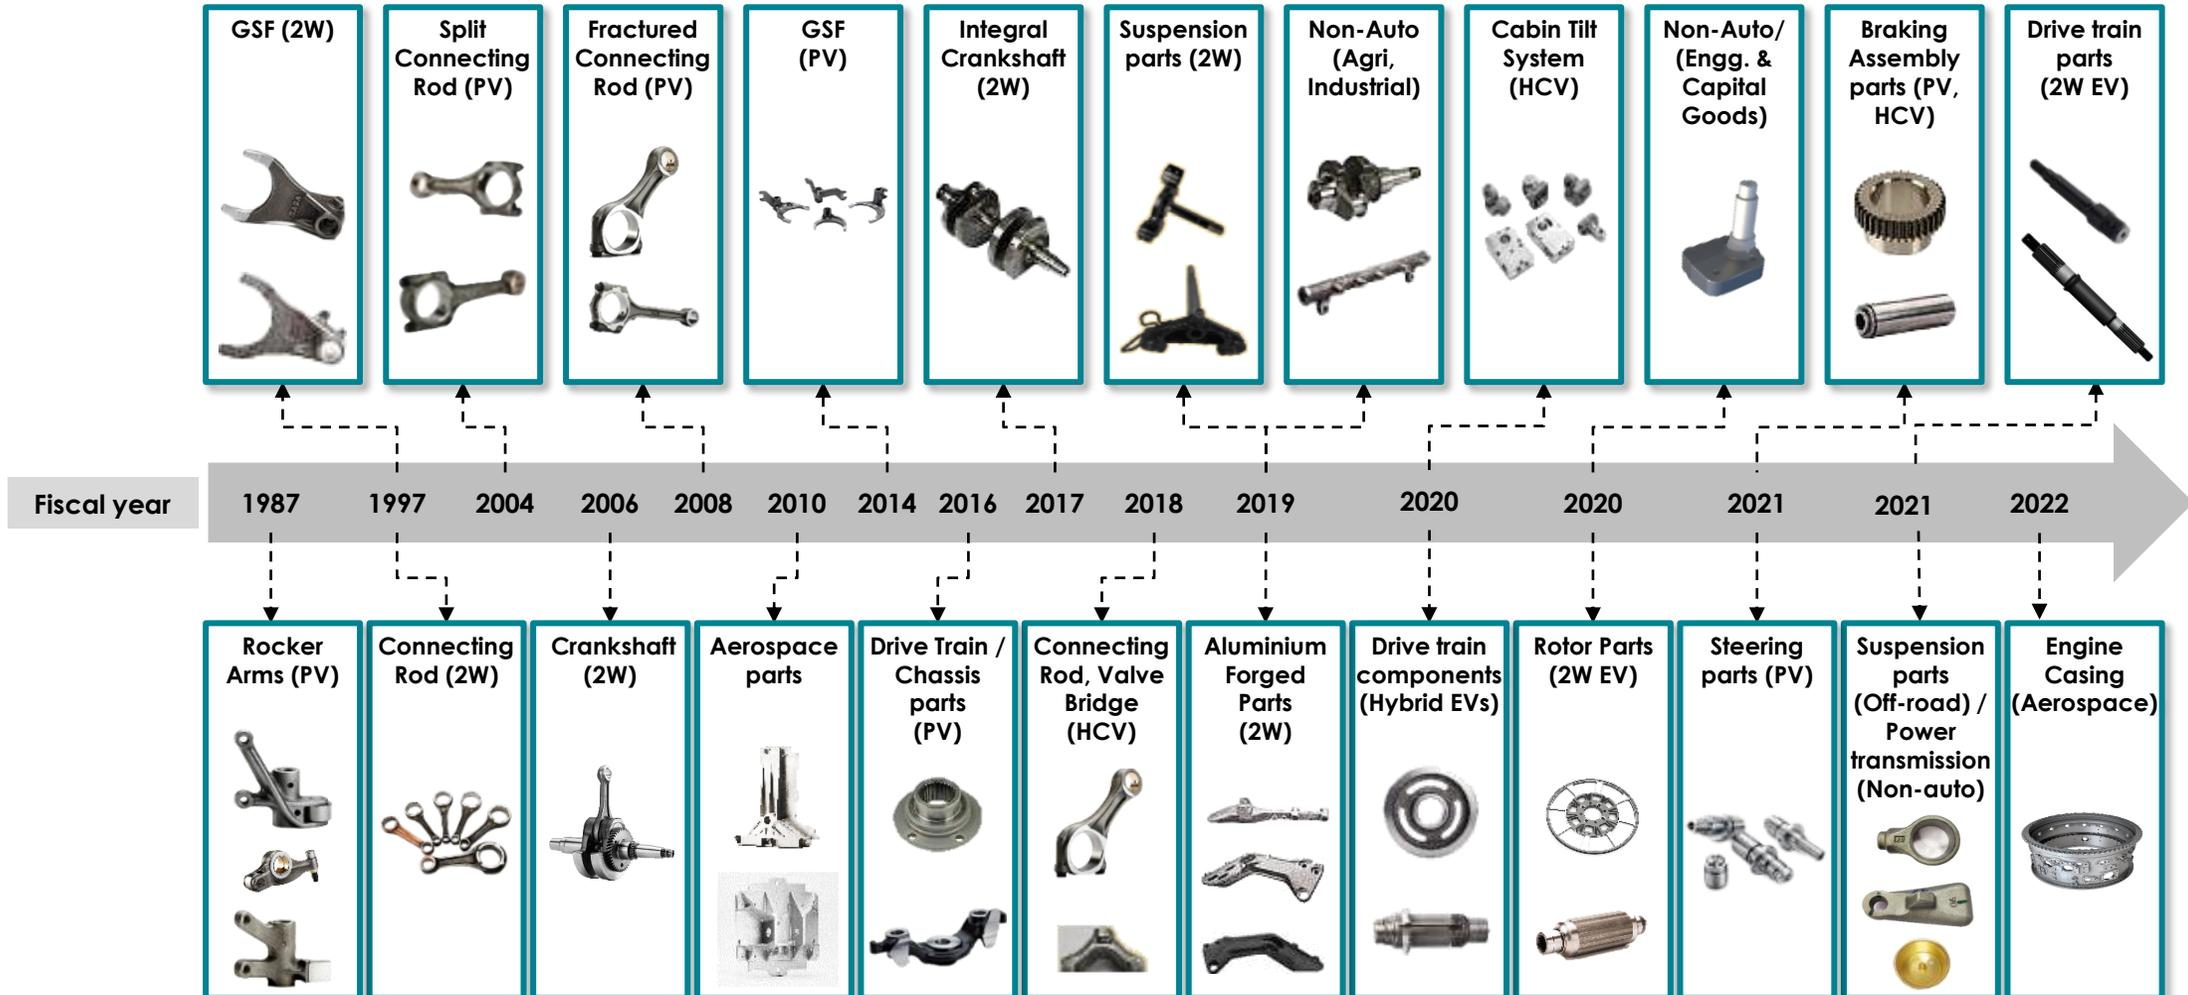 GSF (2W)
Split
Connecting
Rod (PV)
Fractured
Connecting
Rod (PV)
GSF
(PV)
Integral
Crankshaft
(2W)
Suspension
parts (2W)
Non-Auto
(Agri,
Industrial)
Cabin Tilt
System
(HCV)
Non-Auto/
(Engg. &
Capital
Goods)
Braking
Assembly
parts (PV,
HCV)
Drive train
parts
(2W EV)
Fiscal year
1987
1997
2004
2006
2008
2010
2014
2016
2017
2018
2019
2020
2020
2021
2021
2022
Rocker
Arms (PV)
Connecting
Rod (2W)
Crankshaft
(2W)
Aerospace
parts
Drive Train /
Chassis
parts
(PV)
Connecting
Rod, Valve
Bridge
(HCV)
Aluminium
Forged
Parts
(2W)
Drive train
components
(Hybrid EVs)
Rotor Parts
(2W EV)
Steering
parts (PV)
Suspension
parts
(Off-road) /
Power
transmission
(Non-auto)
Engine
Casing
(Aerospace)